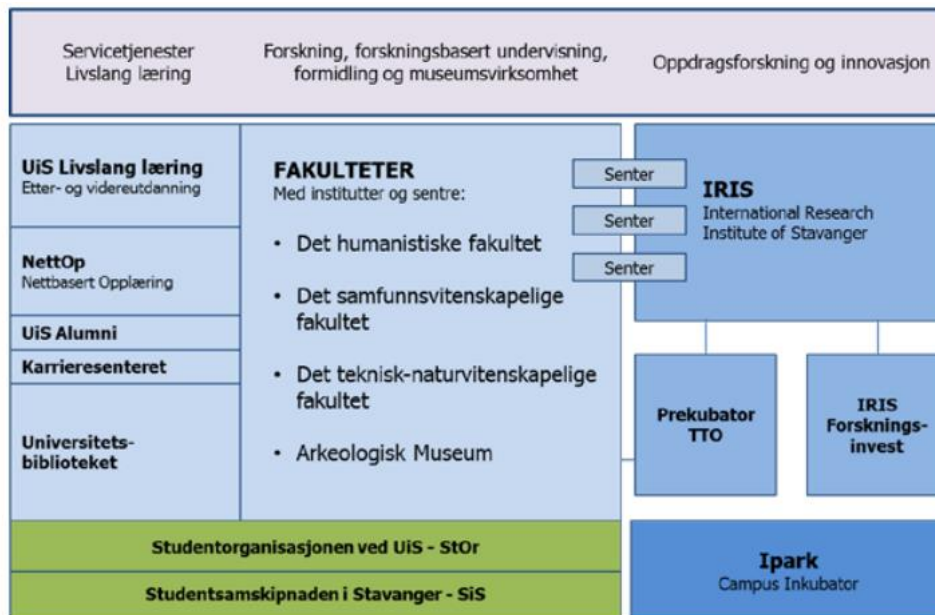 Servicetjenester
Livslang læring
Forskning, forskningsbasert undervisning,
formidling og museumsvirksomhet
Oppdragsforskning og innovasjon
UiS Livslang læring
Etter- og videreutdanning
NettOp
Nettbasert Opplæring
UiS Alumni
Karrieresenteret
Universitets-
biblioteket
FAKULTETER
Med institutter og sentre:
• Det humanistiske fakultet
• Det samfunnsvitenskapelige
fakultet
• Det teknisk-naturvitenskapelige
fakultet
• Arkeologisk Museum
Senter
Senter
Senter
IRIS
International Research
Institute of Stavanger
Prekubator
TTO
IRIS
Forsknings-
invest
Studentorganisasjonen ved UiS - StOr
Studentsamskipnaden i Stavanger - SiS
Ipark
Campus Inkubator